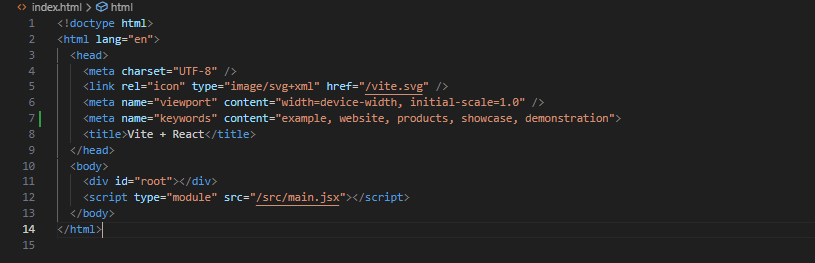 index.html > html
1 <!doctype html>
2 <html lang="en">
3 <head>
4 <meta charset="UTF-8" />
5 <link rel="icon" type="image/svg+xml" href="/vite.svg" />
6 <meta name="viewport" content="width=device-width, initial-scale=1.0" />
7 <meta name="keywords" content="example, website, products, showcase, demonstration">
8 <title>Vite + React</title>
9 </head>
10 <body>
11 <div id="root"></div>
12 <script type="module" src="/src/main.jsx"></script>
13 </body>
14 </html>
15